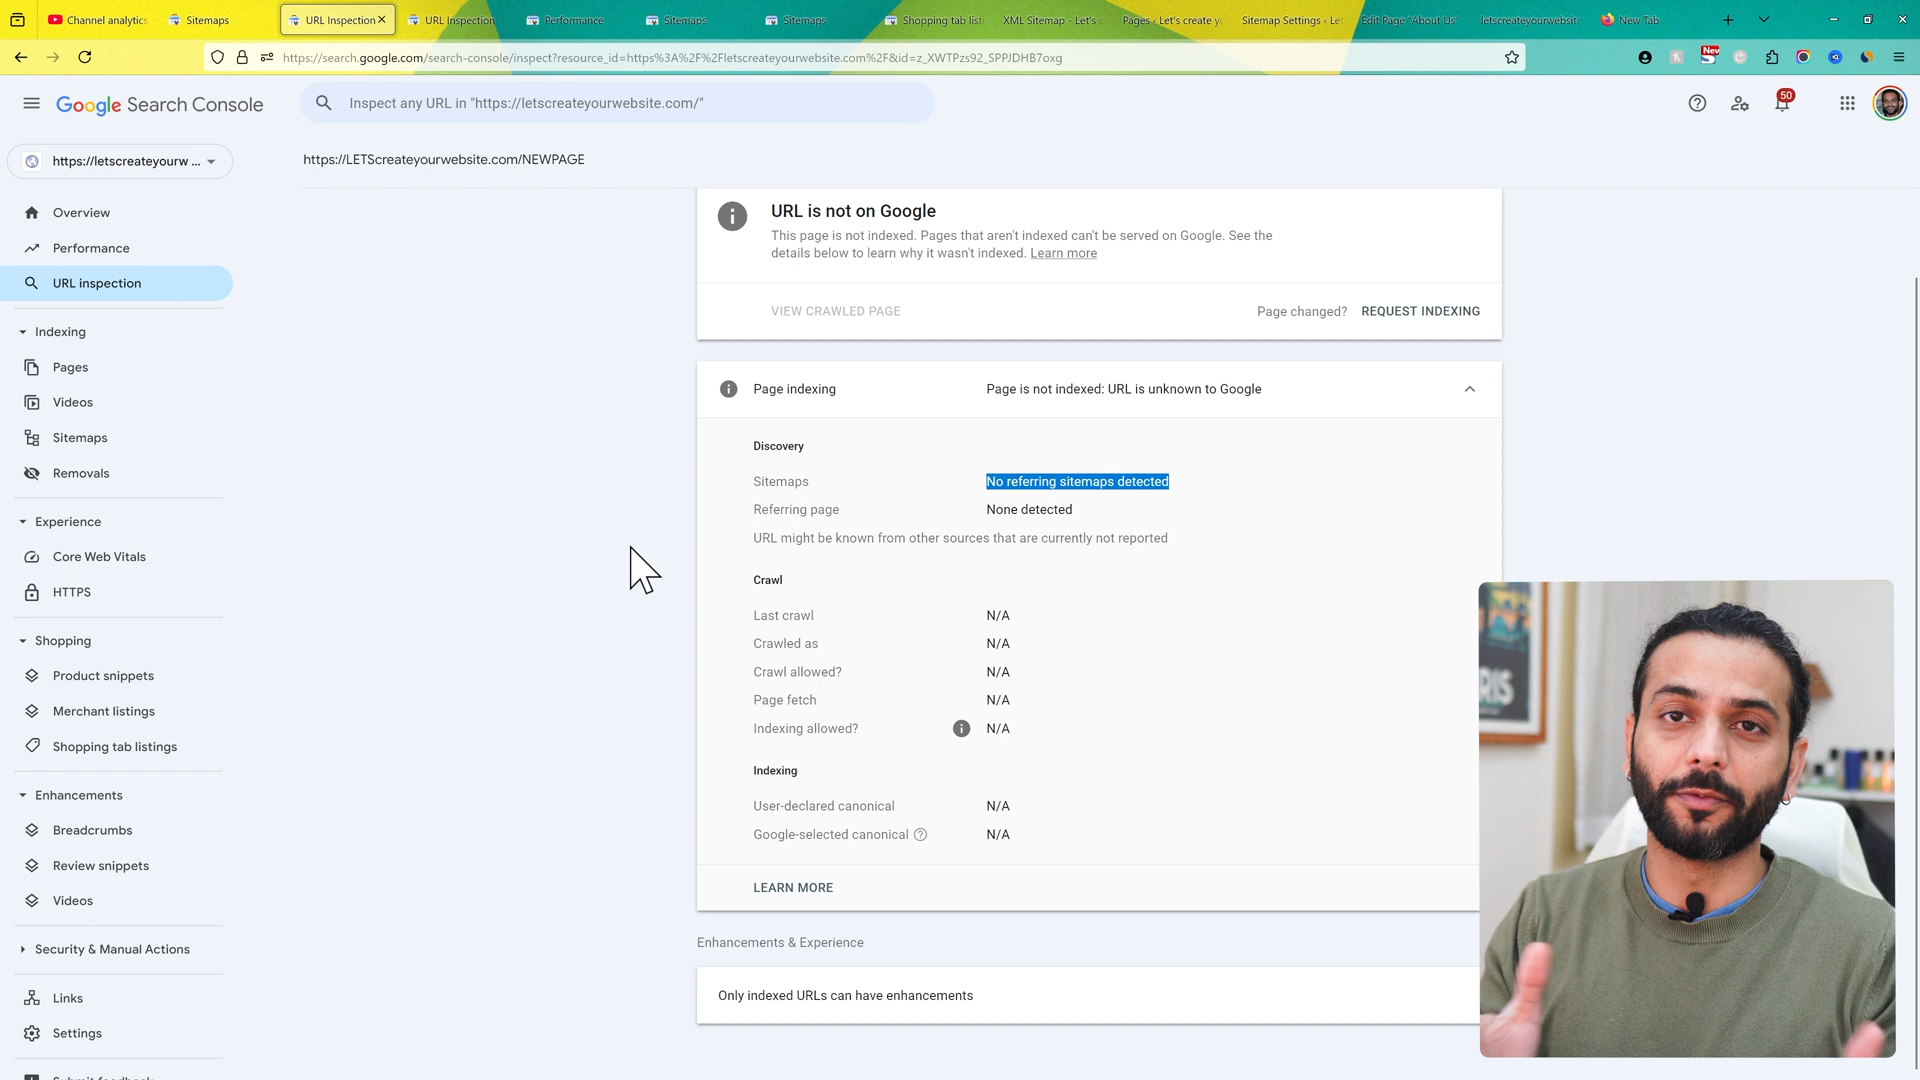 Channel analytics
Sitemaps
URL Inspection
URL Inspection
Performance
Sitemaps
Sitemaps
Shopping tab list
XML Sitemap - Let's c
Pages ‹ Let's create y
Sitemap Settings ‹ Let
Edit Page "About Us"
letscreateyourwebsit
New Tab
https://search.google.com/search-console/inspect?resource_id=https%3A%2F%2Fletscreateyourwebsite.com%2F&id=z_XWTPzs92_SPPJDHB7oxg
New
Google Search Console
Inspect any URL in "https://letscreateyourwebsite.com/"
50
https://letscreateyourw ...
https://LETScreateyourwebsite.com/NEWPAGE
Overview
Performance
URL inspection
Indexing
Pages
Videos
Sitemaps
Removals
Experience
Core Web Vitals
HTTPS
Shopping
Product snippets
Merchant listings
Shopping tab listings
Enhancements
Breadcrumbs
Review snippets
Videos
Security & Manual Actions
Links
Settings
Submit feedback
URL is not on Google
This page is not indexed. Pages that aren't indexed can't be served on Google. See the
details below to learn why it wasn't indexed. Learn more
VIEW CRAWLED PAGE
Page changed? REQUEST INDEXING
Page indexing
Page is not indexed: URL is unknown to Google
Discovery
Sitemaps
No referring sitemaps detected
Referring page
None detected
URL might be known from other sources that are currently not reported
Crawl
Last crawl
N/A
Crawled as
N/A
Crawl allowed?
N/A
Page fetch
N/A
Indexing allowed?
N/A
Indexing
User-declared canonical
N/A
Google-selected canonical
N/A
LEARN MORE
Enhancements & Experience
Only indexed URLs can have enhancements
RIS